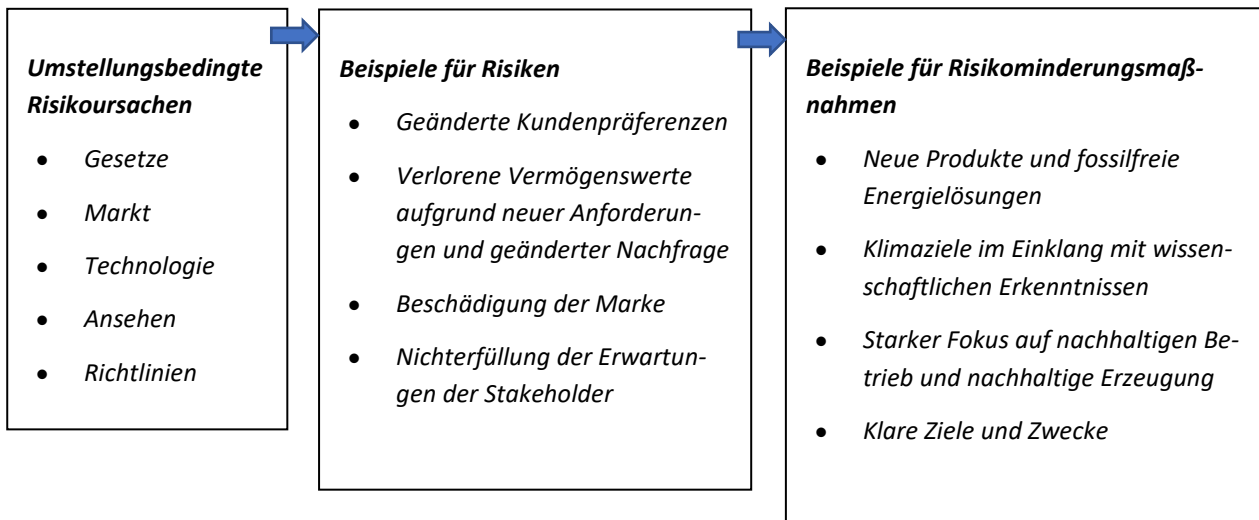 Umstellungsbedingte
Risikoursachen
● Gesetze
● Markt
● Technologie
● Ansehen
● Richtlinien
Beispiele für Risiken
● Geänderte Kundenpräferenzen
● Verlorene Vermögenswerte
aufgrund neuer Anforderun-
gen und geänderter Nachfrage
● Beschädigung der Marke
● Nichterfüllung der Erwartun-
gen der Stakeholder
Beispiele für Risikominderungsmaß-
nahmen
● Neue Produkte und fossilfreie
Energielösungen
● Klimaziele im Einklang mit wissen-
schaftlichen Erkenntnissen
● Starker Fokus auf nachhaltigen Be-
trieb und nachhaltige Erzeugung
● Klare Ziele und Zwecke